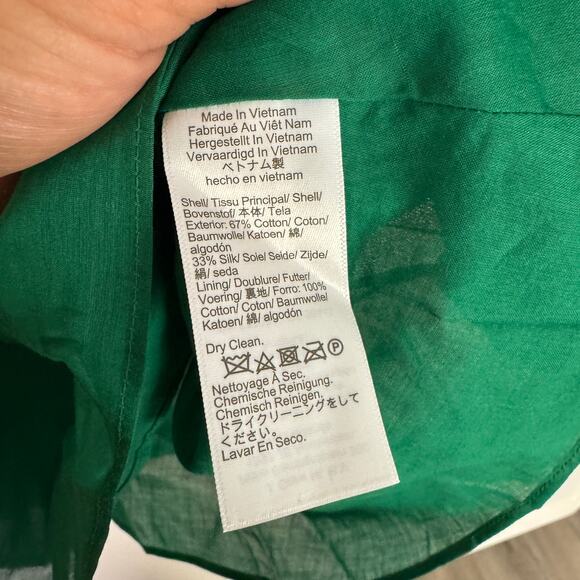 Made In Vietnam
Fabriqué Au Viêt Nam
Hergestellt In Vietnam
Vervaardigd In Vietnam
ベトナム製
hecho en vietnam
Shell/ Tissu Principal/ Shell/
Bovenstof/ 本体/ Tela
Exterior: 67% Cotton/ Coton/
Baumwolle/ Katoen/ 綿/
algodón
33% Silk/ Soie/ Seide/ Zijde/
絹/ seda
Lining/ Doublure/ Futter/
Voering/ 裏地/ Forro: 100%
Cotton/ Coton/ Baumwolle/
Katoen/ 綿/ algodón
Dry Clean.
P
Nettoyage À Sec.
Chemische Reinigung.
Chemisch Reinigen.
ドライクリーニングをして
ください。
Lavar En Seco.